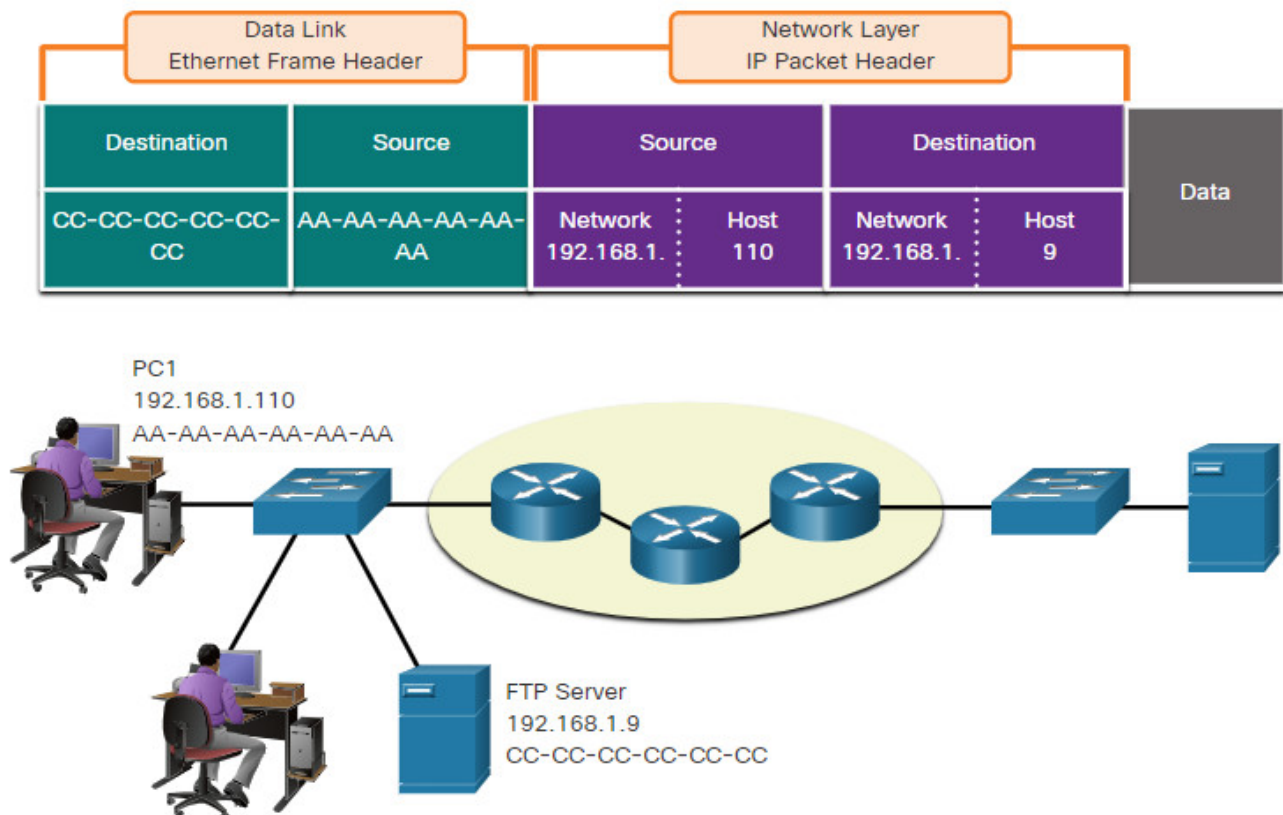 Data Link
Ethernet Frame Header
Network Layer
IP Packet Header
Destination
Source
Source
Destination
Data
CC-CC-CC-CC-CC-
CC
AA-AA-AA-AA-AA-
AA
Network
192.168.1.
Host
110
Network
192.168.1.
Host
9
PC1
192.168.1.110
AA-AA-AA-AA-AA-AA
FTP Server
192.168.1.9
CC-CC-CC-CC-CC-CC